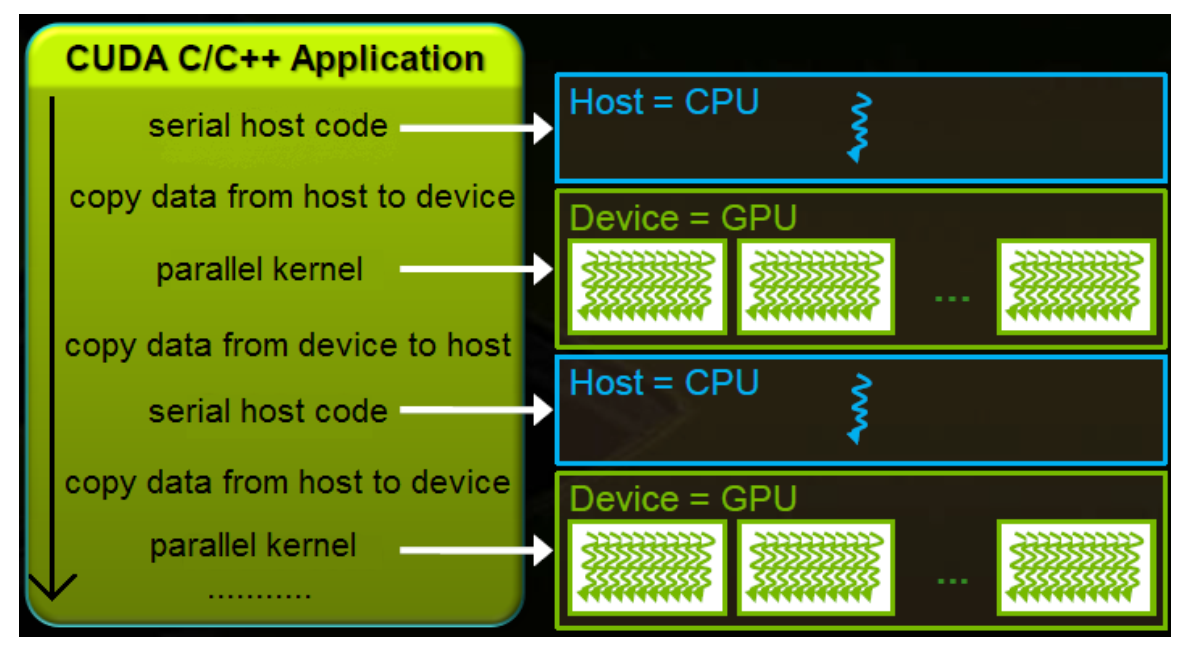 CUDA C/C++ Application
serial host code
copy data from host to device
parallel kernel
copy data from device to host
serial host code
copy data from host to device
parallel kernel
...........
Host = CPU
Device = GPU
...
Host = CPU
Device = GPU
...